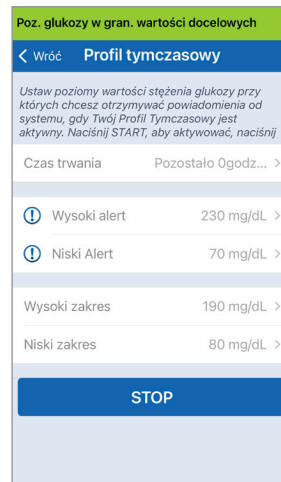 Poz. glukozy w gran. wartości docelowych
Wróć Profil tymczasowy
Ustaw poziomy wartości stężenia glukozy przy
których chcesz otrzymywać powiadomienia od
systemu, gdy Twój Profil Tymczasowy jest
aktywny. Naciśnij START, aby aktywować, naciśnij
Czas trwania Pozostało 0godz...
Wysoki alert 230 mg/dL
Niski Alert 70 mg/dL
Wysoki zakres 190 mg/dL
Niski zakres 80 mg/dL
STOP